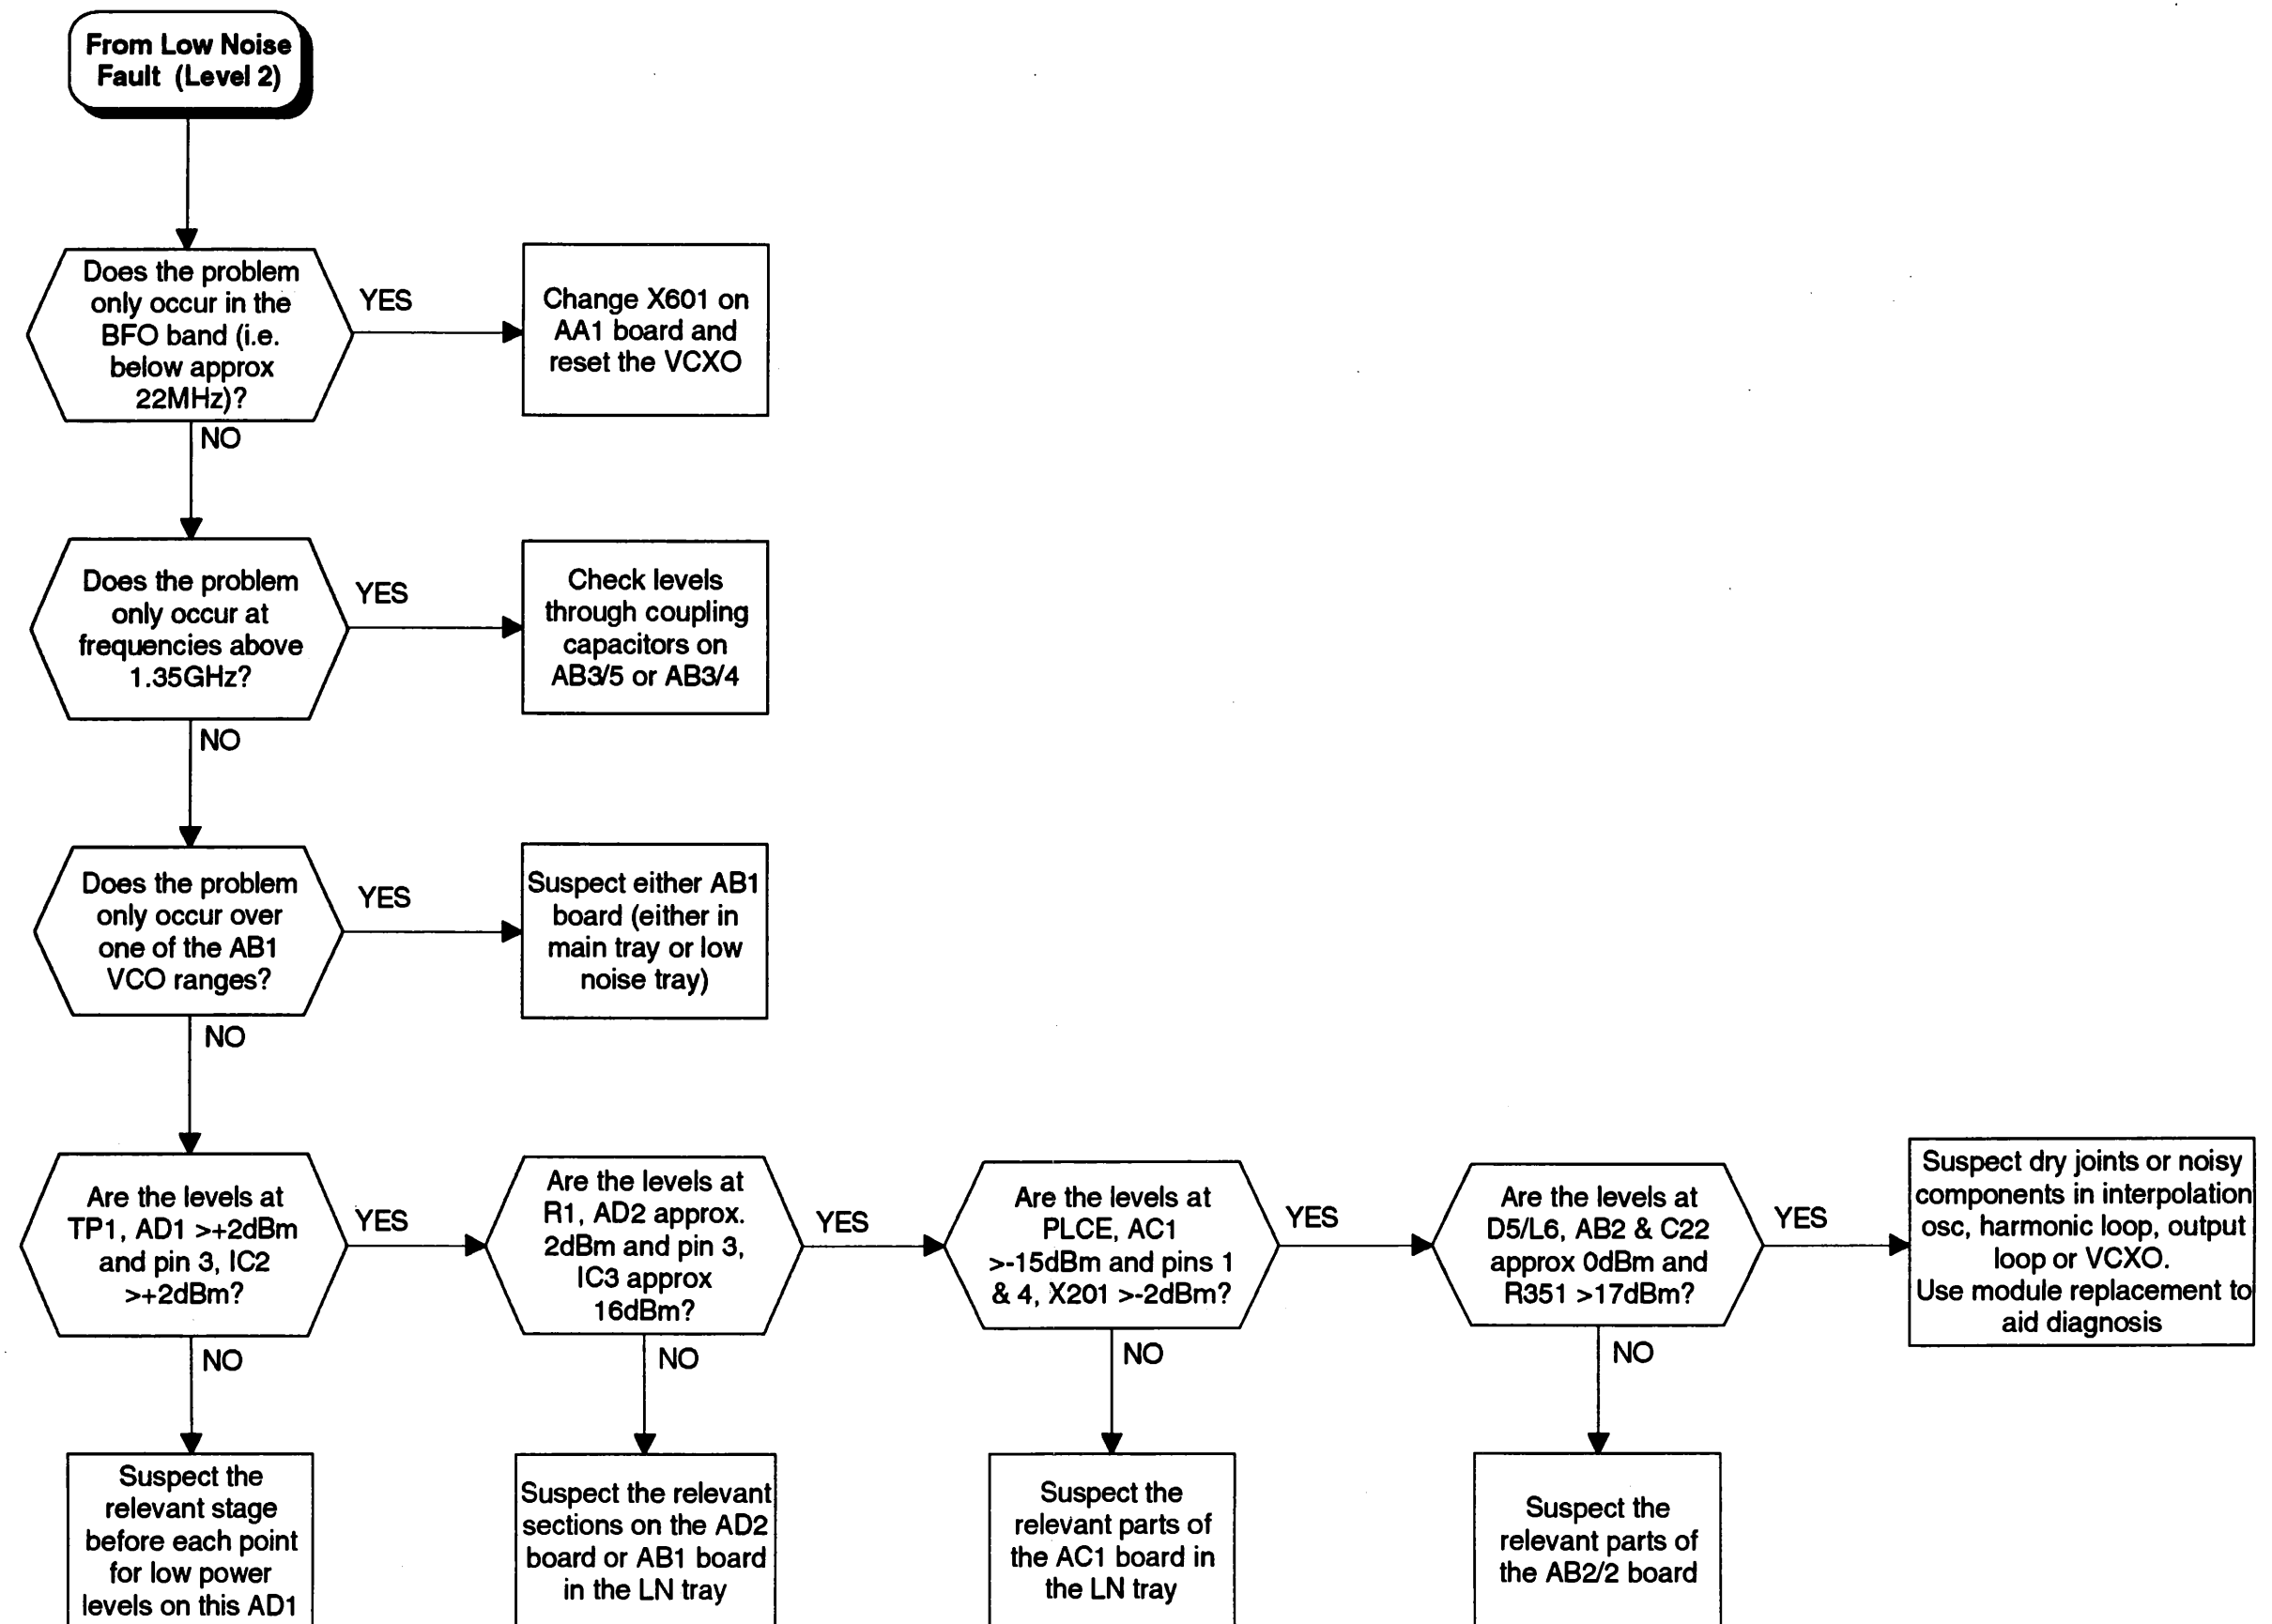 From Low Noise
Fault (Level 2)
Does the problem
only occur in the
BFO band (i.e.
below approx
22MHz)?
YES
Change X601 on
AA1 board and
reset the VCXO
NO
Does the problem
only occur at
frequencies above
1.35GHz?
YES
Check levels
through coupling
capacitors on
AB3/5 or AB3/4
NO
Does the problem
only occur over
one of the AB1
VCO ranges?
YES
Suspect either AB1
board (either in
main tray or low
noise tray)
NO
Are the levels at
TP1, AD1 >+2dBm
and pin 3, IC2
>+2dBm?
YES
Are the levels at
R1, AD2 approx.
2dBm and pin 3,
IC3 approx
16dBm?
YES
Are the levels at
PLCE, AC1
>-15dBm and pins 1
& 4, X201 >-2dBm?
YES
Are the levels at
D5/L6, AB2 & C22
approx 0dBm and
R351 >17dBm?
YES
Suspect dry joints or noisy
components in interpolation
osc, harmonic loop, output
loop or VCXO.
Use module replacement to
aid diagnosis
NO
Suspect the
relevant stage
before each point
for low power
levels on this AD1
NO
Suspect the relevant
sections on the AD2
board or AB1 board
in the LN tray
NO
Suspect the
relevant parts of
the AC1 board in
the LN tray
NO
Suspect the
relevant parts of
the AB2/2 board